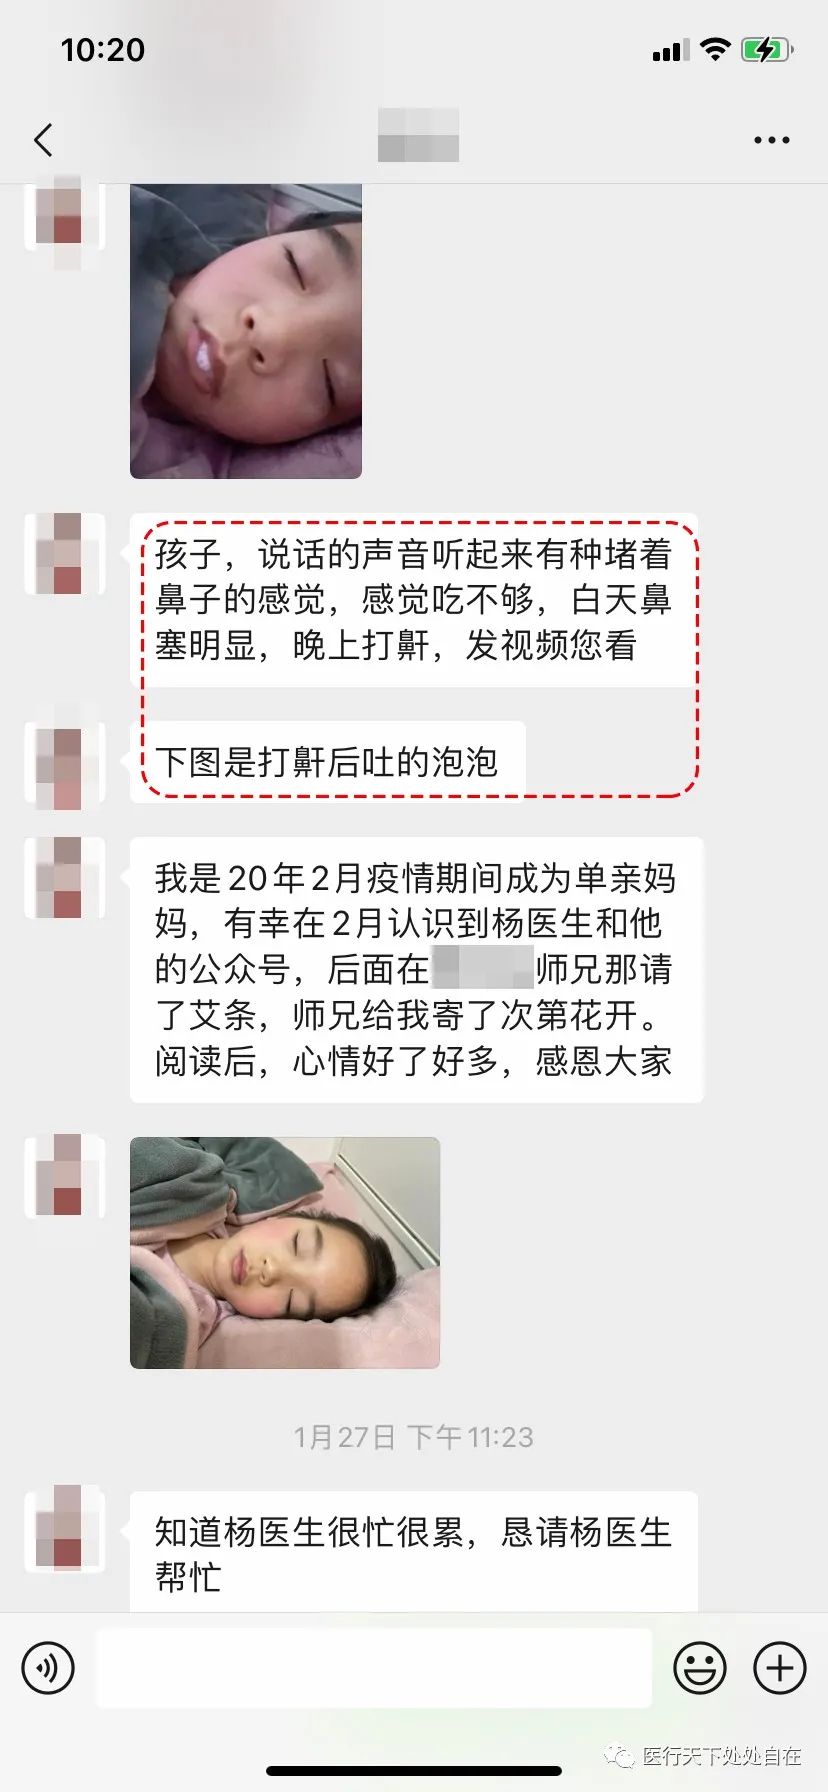 10:20
孩子，说话的声音听起来有种堵着
鼻子的感觉，感觉吃不够，白天鼻
塞明显，晚上打鼾，发视频您看
下图是打鼾后吐的泡泡
我是20年2月疫情期间成为单亲妈
妈，有幸在2月认识到杨医生和他
的公众号，后面在师兄那请
了艾条，师兄给我寄了次第花开。
阅读后，心情好了好多，感恩大家
1月27日 下午11:23
知道杨医生很忙很累，恳请杨医生
帮忙
医行天下处处自在